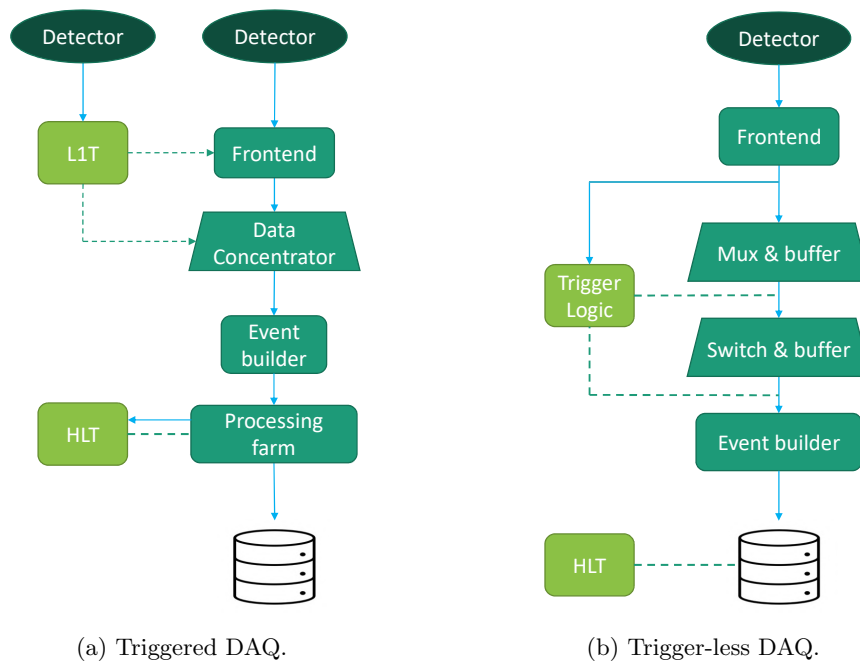 Detector
Detector
L1T
Frontend
Data
Concentrator
Event
builder
HLT
Processing
farm
(a) Triggered DAQ.
Detector
Frontend
Mux & buffer
Trigger
Logic
Switch & buffer
Event builder
HLT
(b) Trigger-less DAQ.